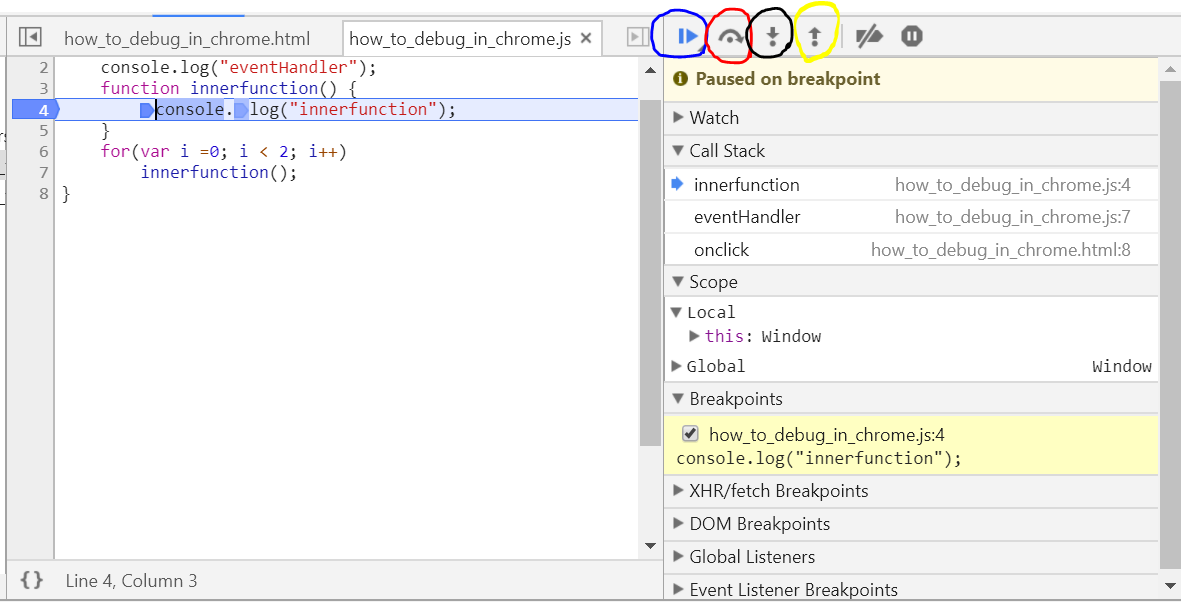 how_to_debug_in_chrome.html
how_to_debug_in_chrome.js ×
2 console.log("eventHandler");
3 function innerfunction() {
4 console.log("innerfunction");
5 }
6 for(var i =0; i < 2; i++)
7 innerfunction();
8 }
{} Line 4, Column 3
Paused on breakpoint
Watch
Call Stack
innerfunction how_to_debug_in_chrome.js:4
eventHandler how_to_debug_in_chrome.js:7
onclick how_to_debug_in_chrome.html:8
Scope
Local
this: Window
Global Window
Breakpoints
how_to_debug_in_chrome.js:4
console.log("innerfunction");
XHR/fetch Breakpoints
DOM Breakpoints
Global Listeners
Event Listener Breakpoints